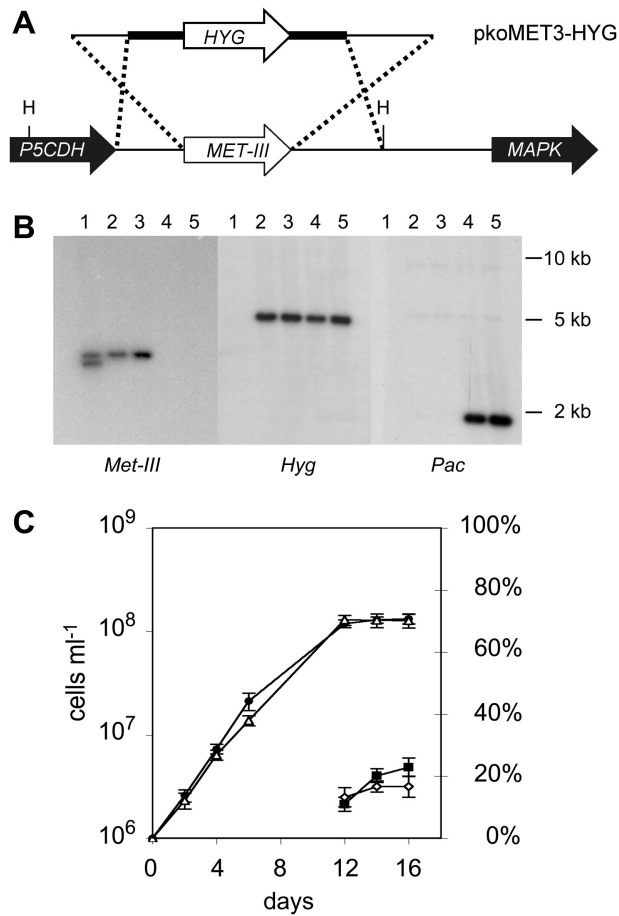 A
HYG
pkoMET3-HYG
H
H
P5CDH
MET-III
MAPK
B
1 2 3 4 5 1 2 3 4 5 1 2 3 4 5
10 kb
5 kb
2 kb
Met-III
Hyg
Pac
C
10⁹
100%
80%
10⁸
60%
cells ml⁻¹
40%
10⁷
20%
10⁶
0%
0 4 8 12 16
days